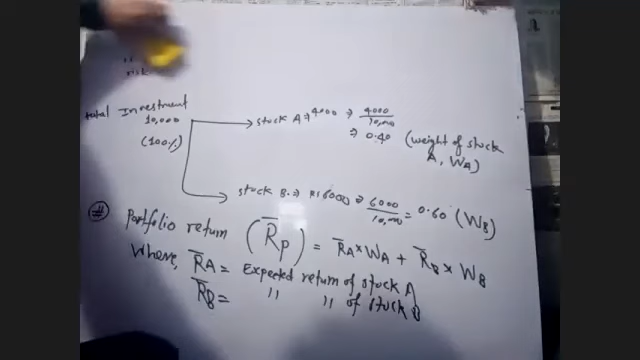 "
risk
total Investment
10,000
(100%)
stock A ⇒ 4000 ⇒ 4000/10,000
⇒ 0.40 (weight of stock A, WA)
stock B ⇒ 6000 ⇒ 6000/10,000 = 0.60 (WB)
# Portfolio return (R̅p) = R̅A × WA + R̅B × WB
Where, R̅A = Expected return of stock A
R̅B = " " of stock B